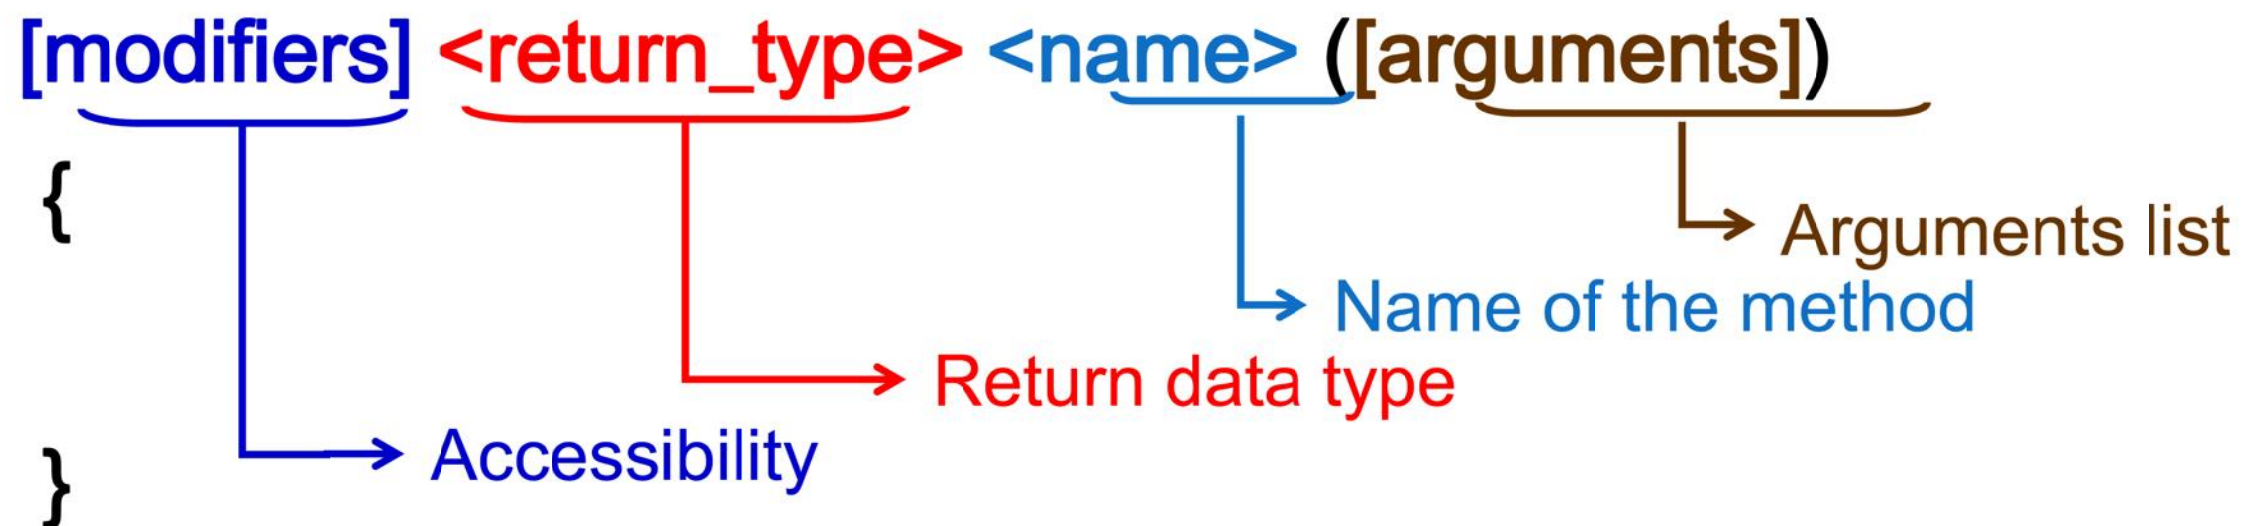 [modifiers] <return_type> <name> ([arguments])
{
Arguments list
Name of the method
Return data type
Accessibility
}